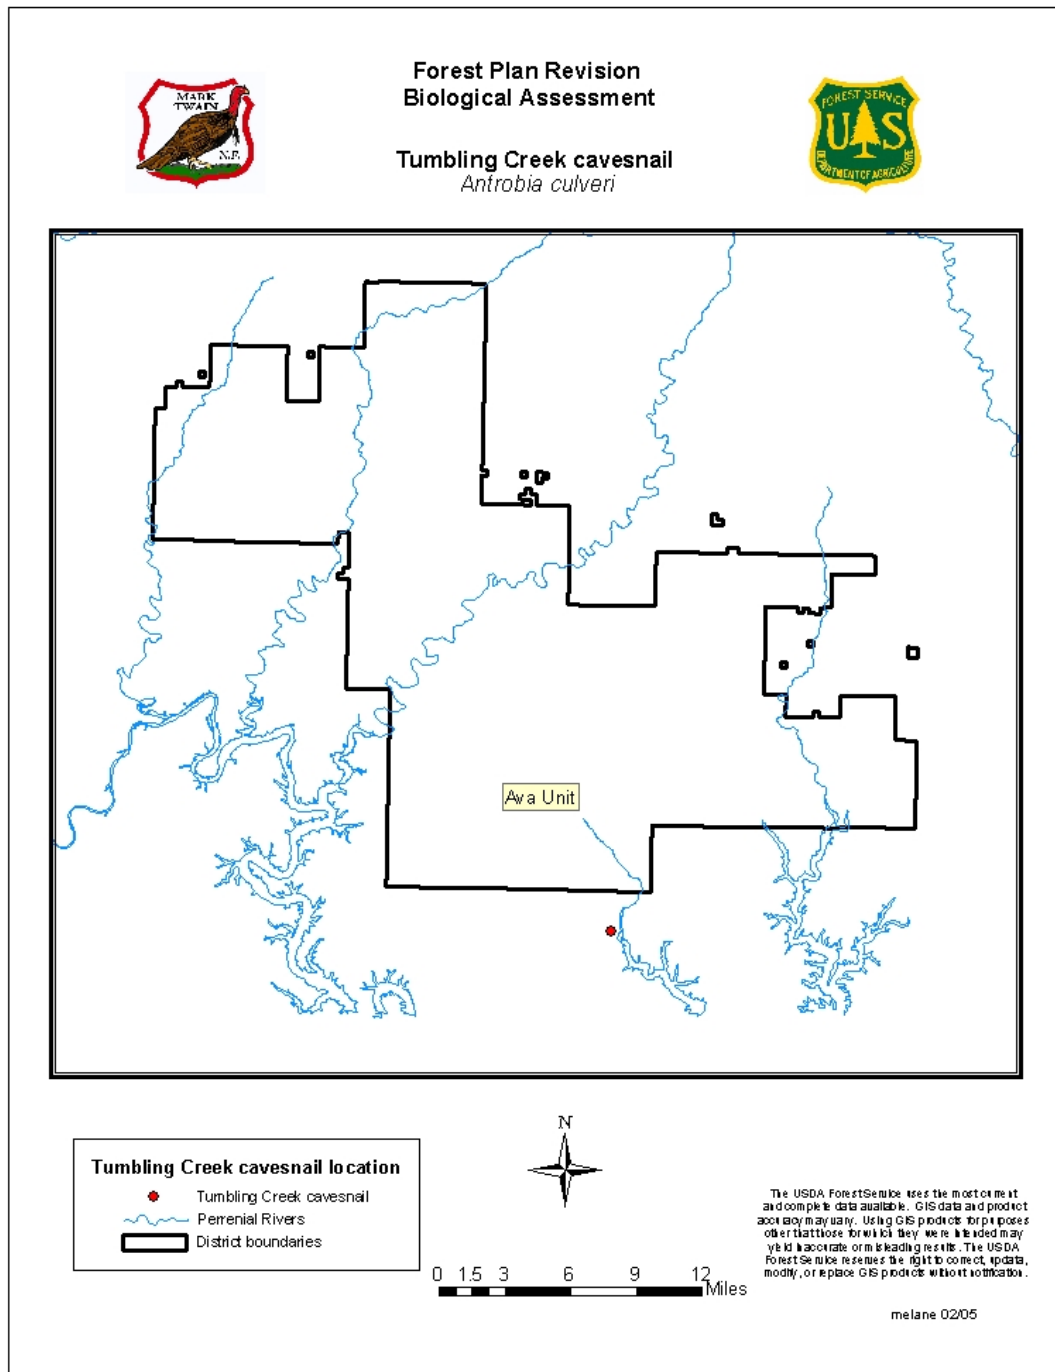 Forest Plan Revision
Biological Assessment
MARK
TWAIN
N.F.
FOREST SERVICE
UAS
DEPARTMENT OF AGRICULTURE
Tumbling Creek cavesnail
Antrobia culveri
Ava Unit
N
Tumbling Creek cavesnail location
Tumbling Creek cavesnail
Perrenial Rivers
District boundaries
0 1.5 3 6 9 12
Miles
The USDA Forest Service uses the most current
and complete data available. GIS data and product
accuracy may vary. Using GIS products for purposes
other that those for which they were intended may
yield inaccurate or misleading results. The USDA
Forest Service reserves the right to correct, update,
modify, or replace GIS products without notification.
melane 02/05